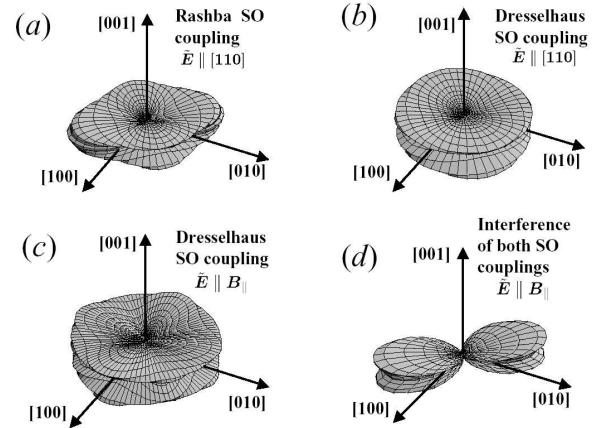 (a)
[001]
Rashba SO
coupling
Ẽ ∥ [110]
[100]
[010]
(b)
[001]
Dresselhaus
SO coupling
Ẽ ∥ [110]
[100]
[010]
(c)
[001]
Dresselhaus
SO coupling
Ẽ ∥ B∥
[100]
[010]
(d)
[001]
Interference
of both SO
couplings
Ẽ ∥ B∥
[100]
[010]